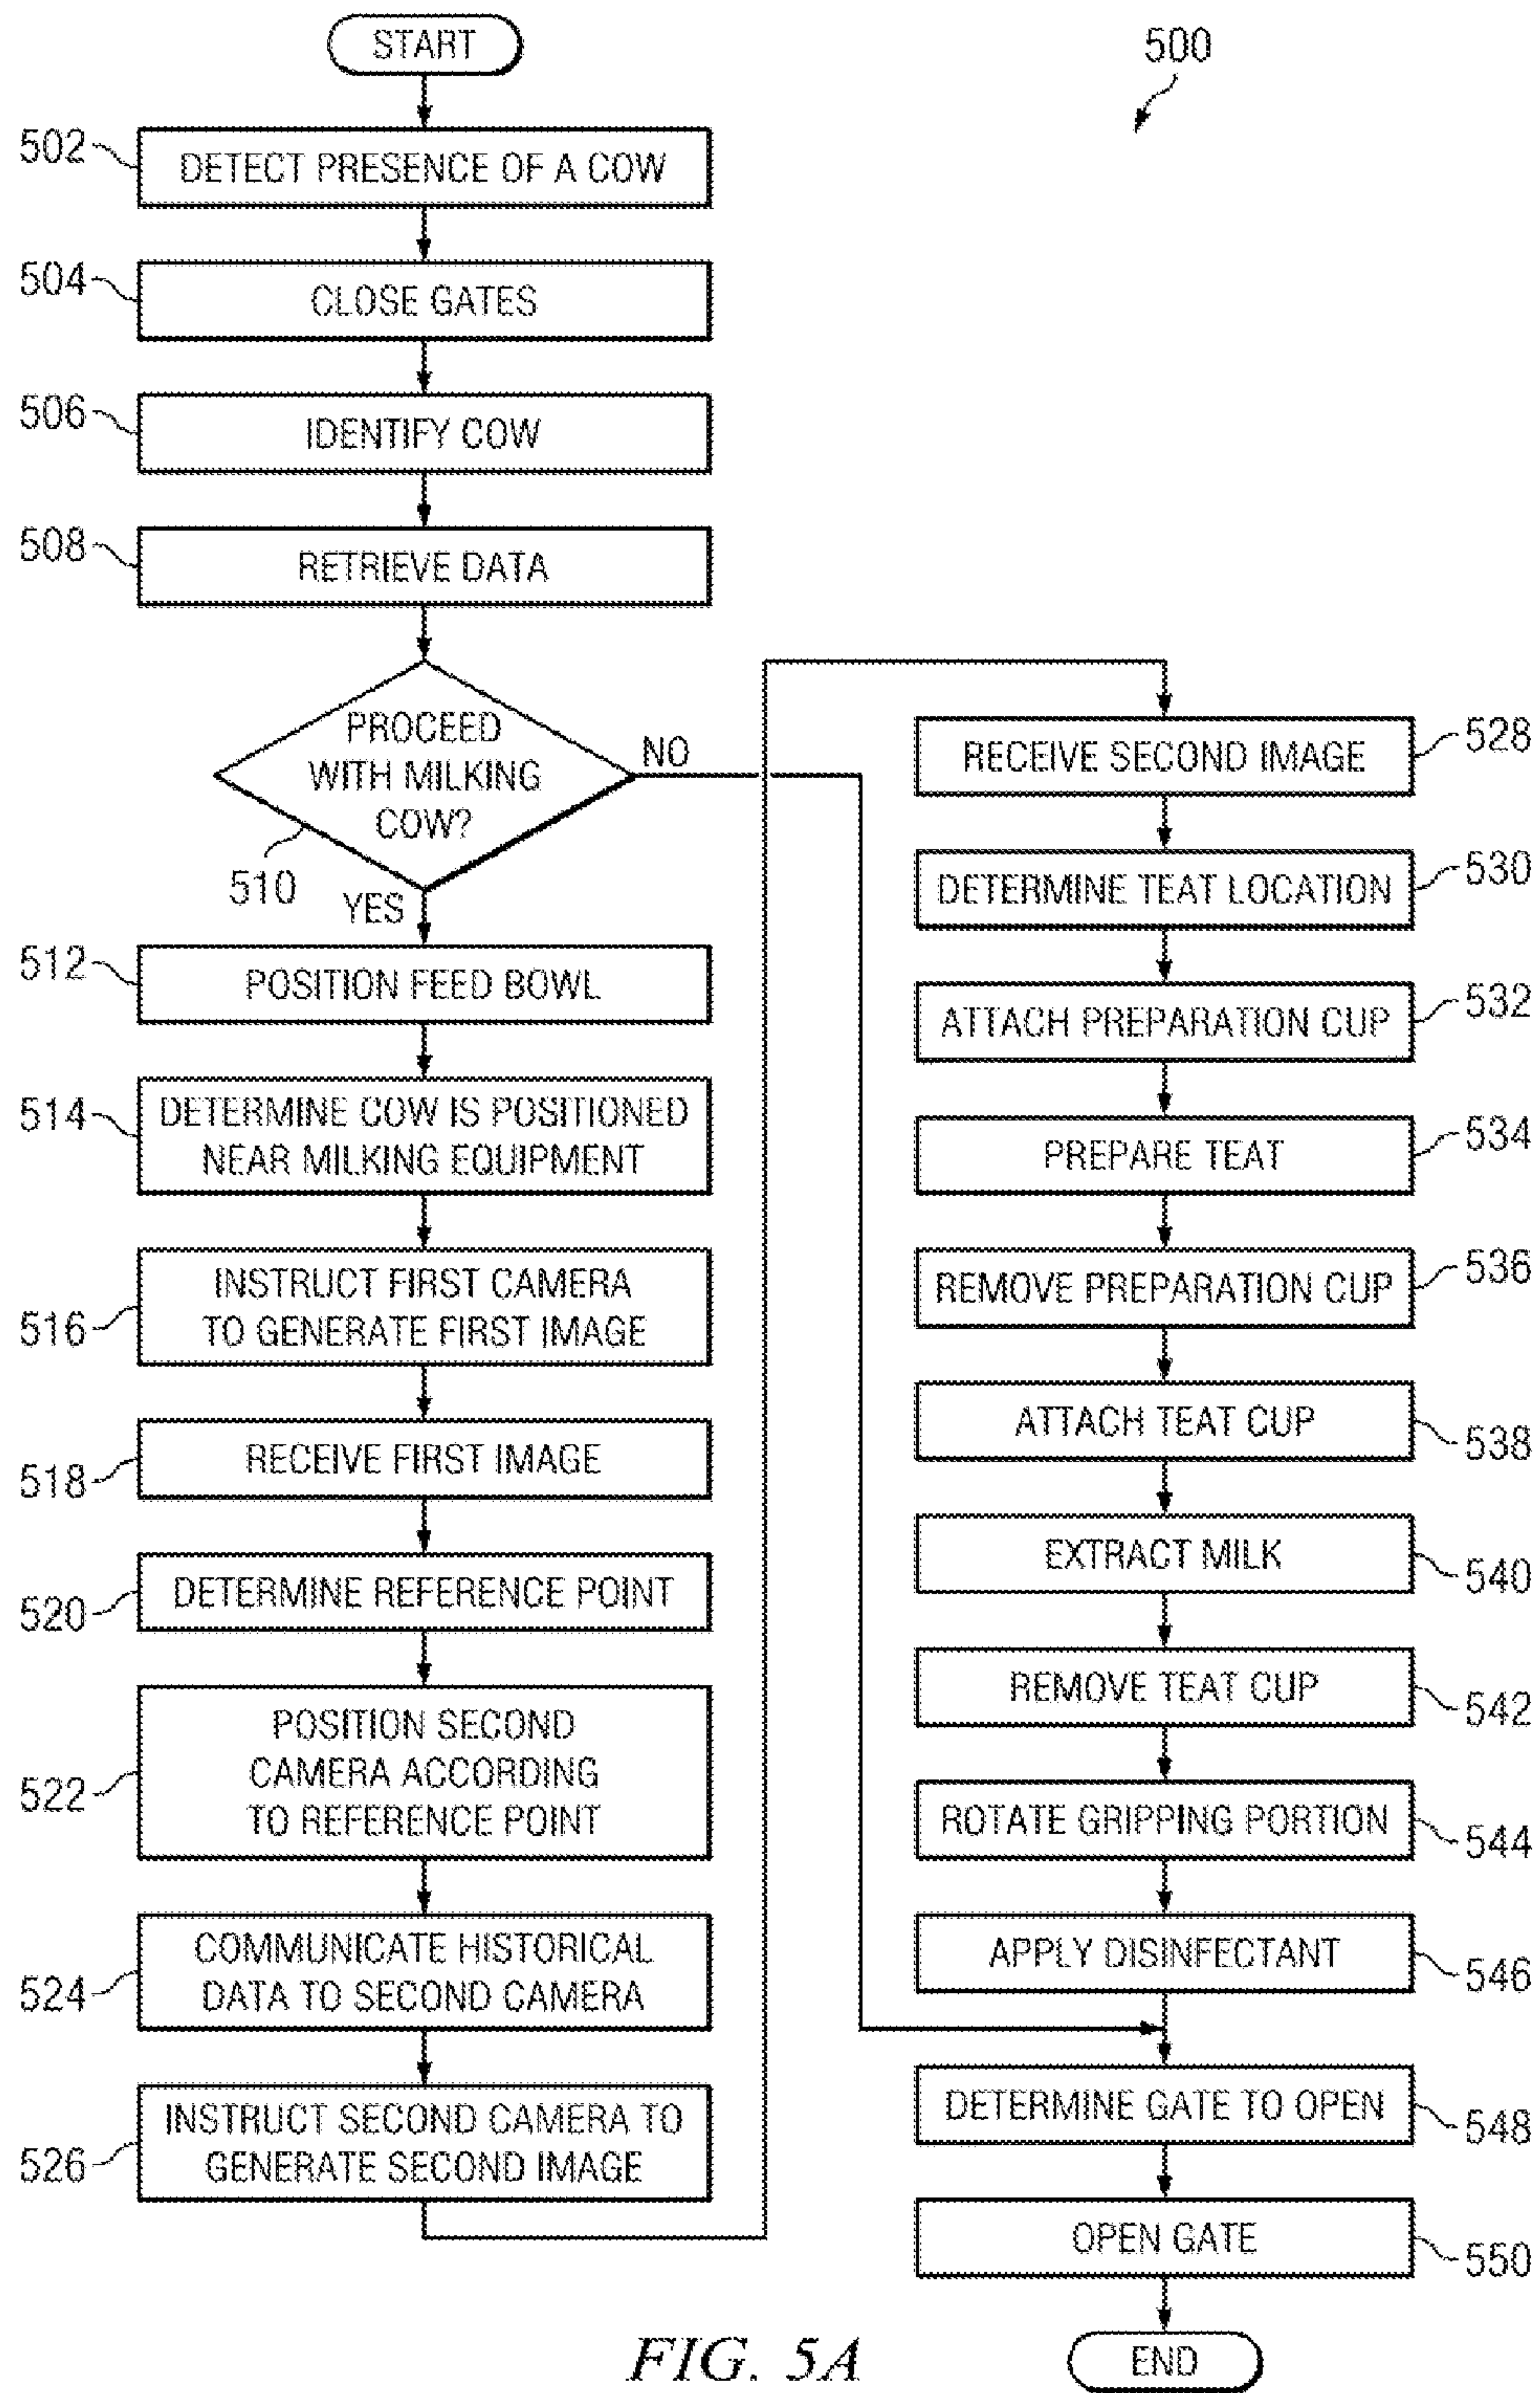 START
500
502
DETECT PRESENCE OF A COW
504
CLOSE GATES
506
IDENTIFY COW
508
RETRIEVE DATA
PROCEED
WITH MILKING
COW?
NO
510
YES
512
POSITION FEED BOWL
514
DETERMINE COW IS POSITIONED
NEAR MILKING EQUIPMENT
516
INSTRUCT FIRST CAMERA
TO GENERATE FIRST IMAGE
518
RECEIVE FIRST IMAGE
520
DETERMINE REFERENCE POINT
522
POSITION SECOND
CAMERA ACCORDING
TO REFERENCE POINT
524
COMMUNICATE HISTORICAL
DATA TO SECOND CAMERA
526
INSTRUCT SECOND CAMERA TO
GENERATE SECOND IMAGE
RECEIVE SECOND IMAGE
528
DETERMINE TEAT LOCATION
530
ATTACH PREPARATION CUP
532
PREPARE TEAT
534
REMOVE PREPARATION CUP
536
ATTACH TEAT CUP
538
EXTRACT MILK
540
REMOVE TEAT CUP
542
ROTATE GRIPPING PORTION
544
APPLY DISINFECTANT
546
DETERMINE GATE TO OPEN
548
OPEN GATE
550
END
FIG. 5A